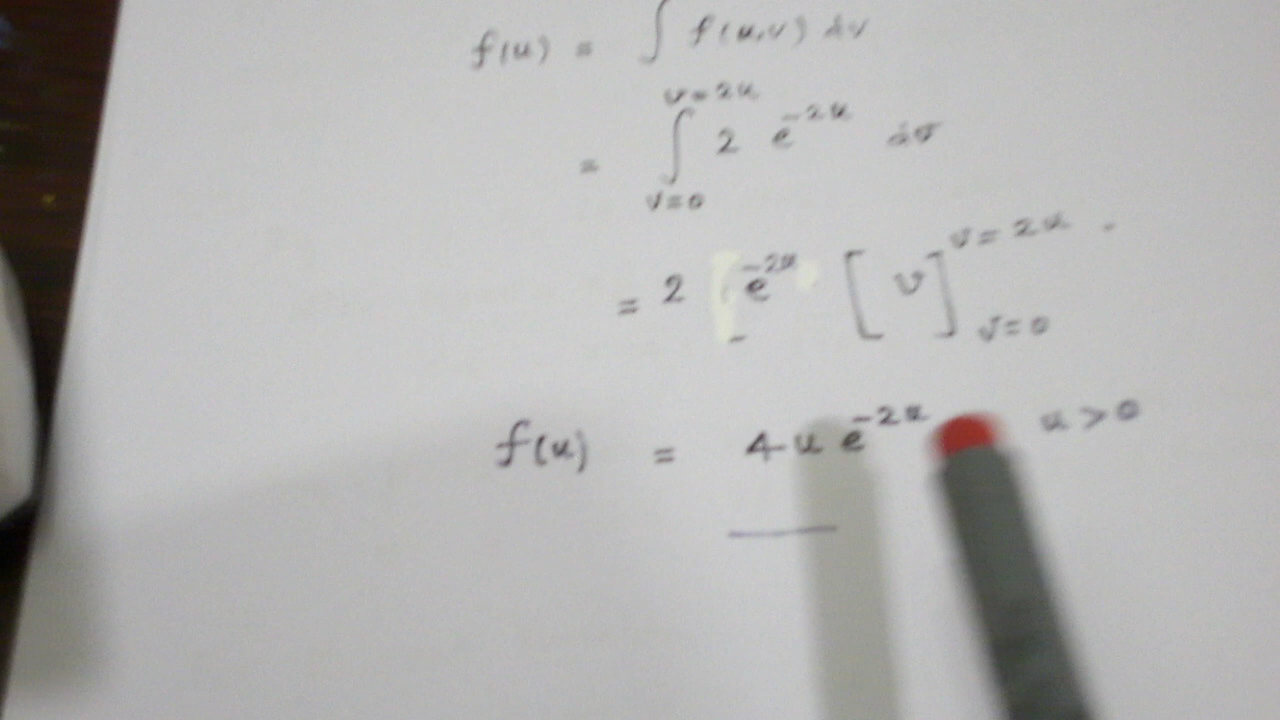 f(u) = ∫ f(u,v) dv
= ∫_{v=0}^{v=2u} 2 e^{-2u} dv
= 2 e^{-2u} [v]_{v=0}^{v=2u}.
f(u) = 4u e^{-2u} u > 0